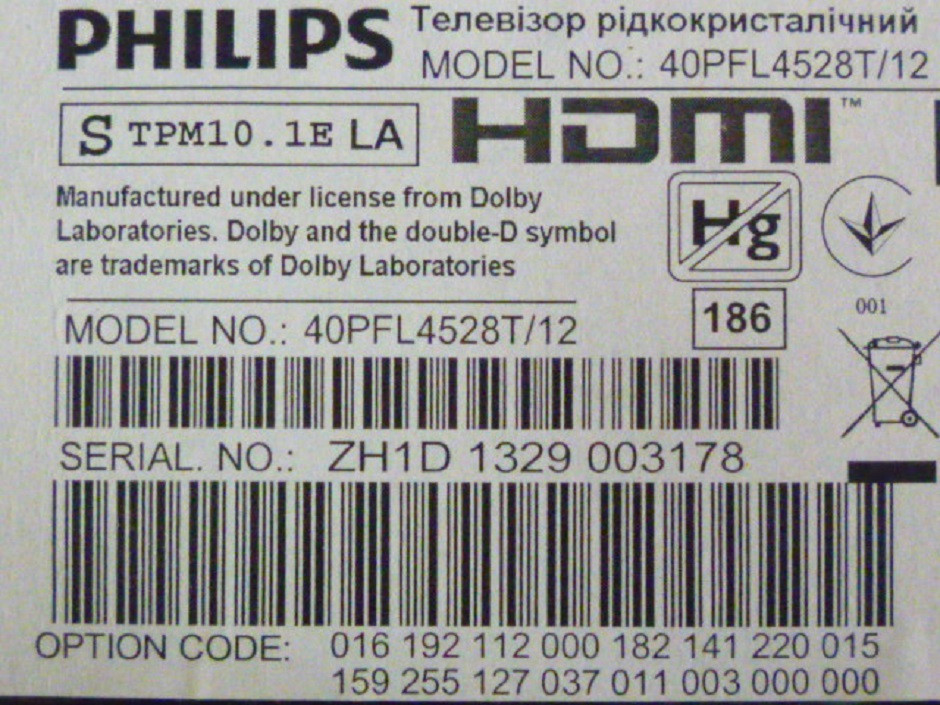 PHILIPS Телевізор рідкокристалічний
MODEL NO.: 40PFL4528T/12
S TPM10.1E LA
HDMI™
Manufactured under license from Dolby
Laboratories. Dolby and the double-D symbol
are trademarks of Dolby Laboratories
Hg
186
001
MODEL NO.: 40PFL4528T/12
SERIAL. NO.: ZH1D 1329 003178
OPTION CODE: 016 192 112 000 182 141 220 015
159 255 127 037 011 003 000 000